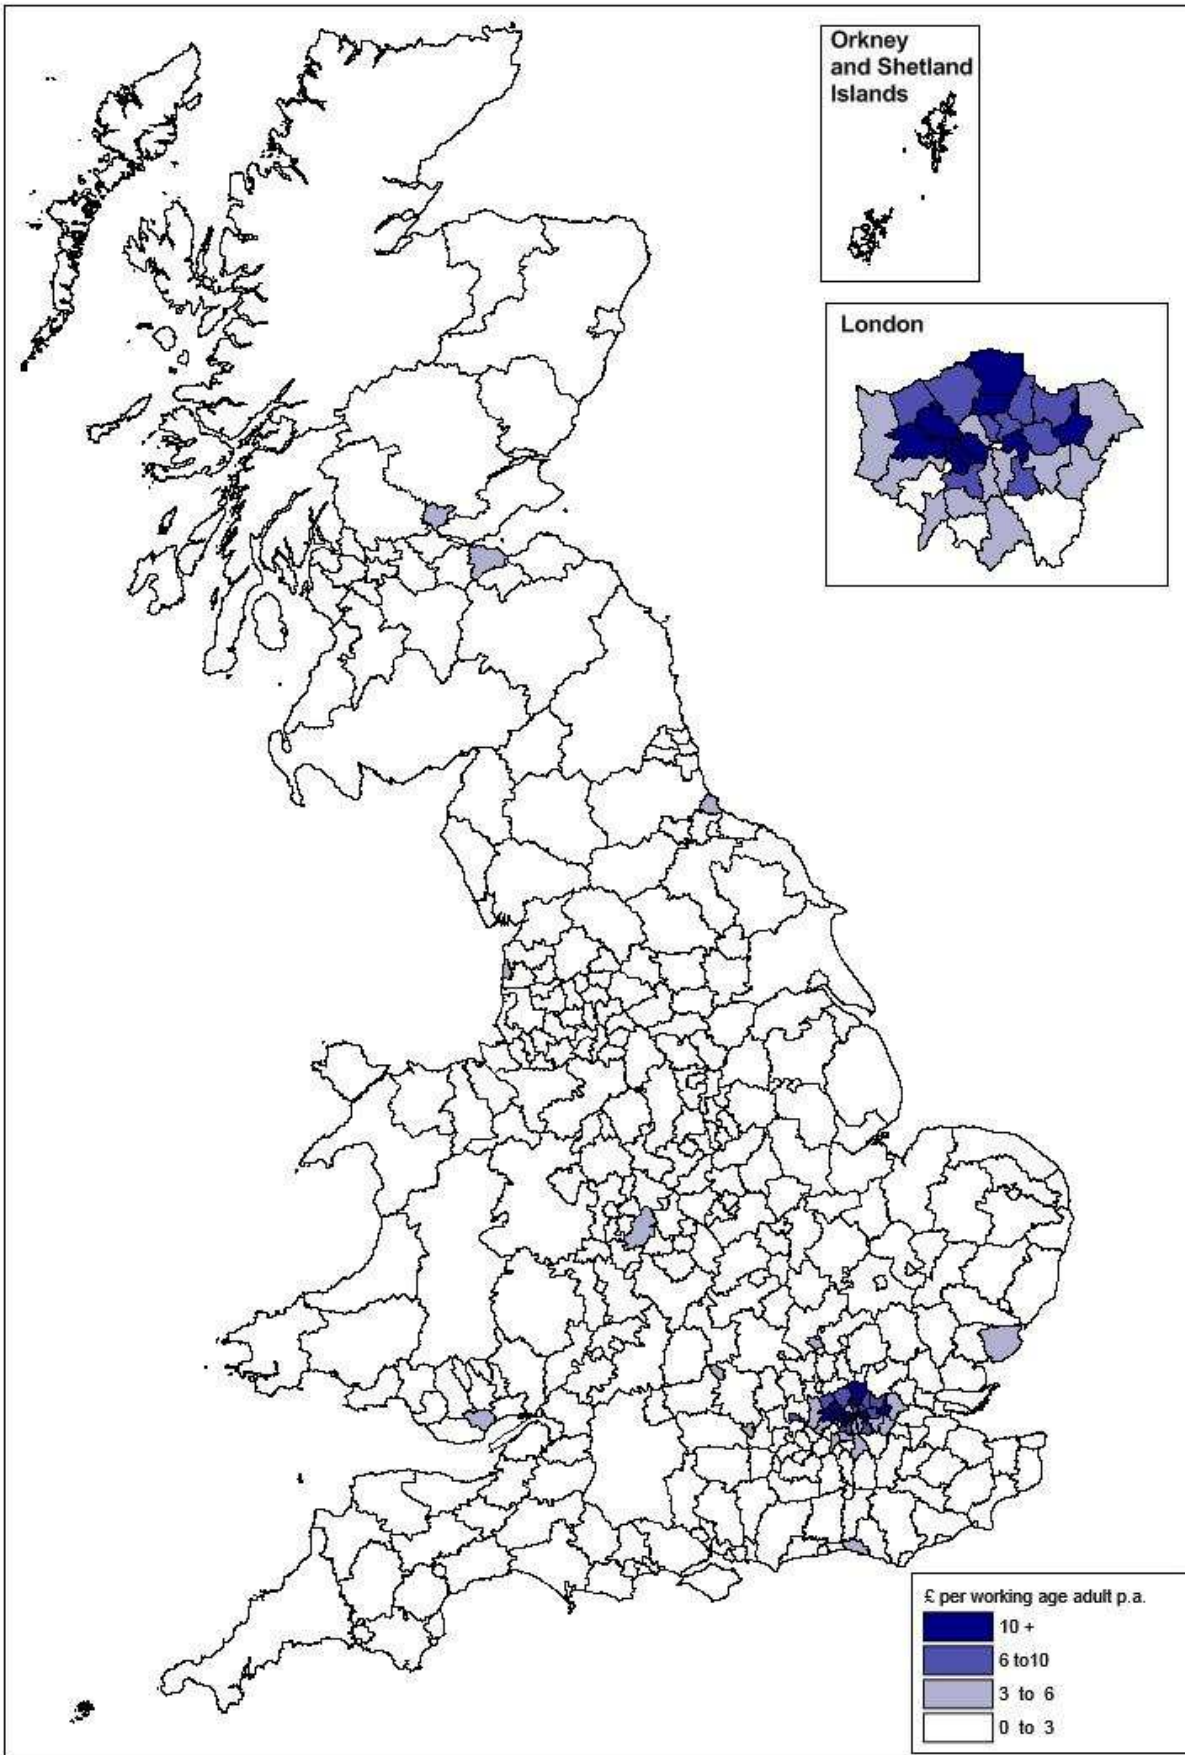 Orkney
and Shetland
Islands
London
£ per working age adult p.a.
10 +
6 to10
3 to 6
0 to 3